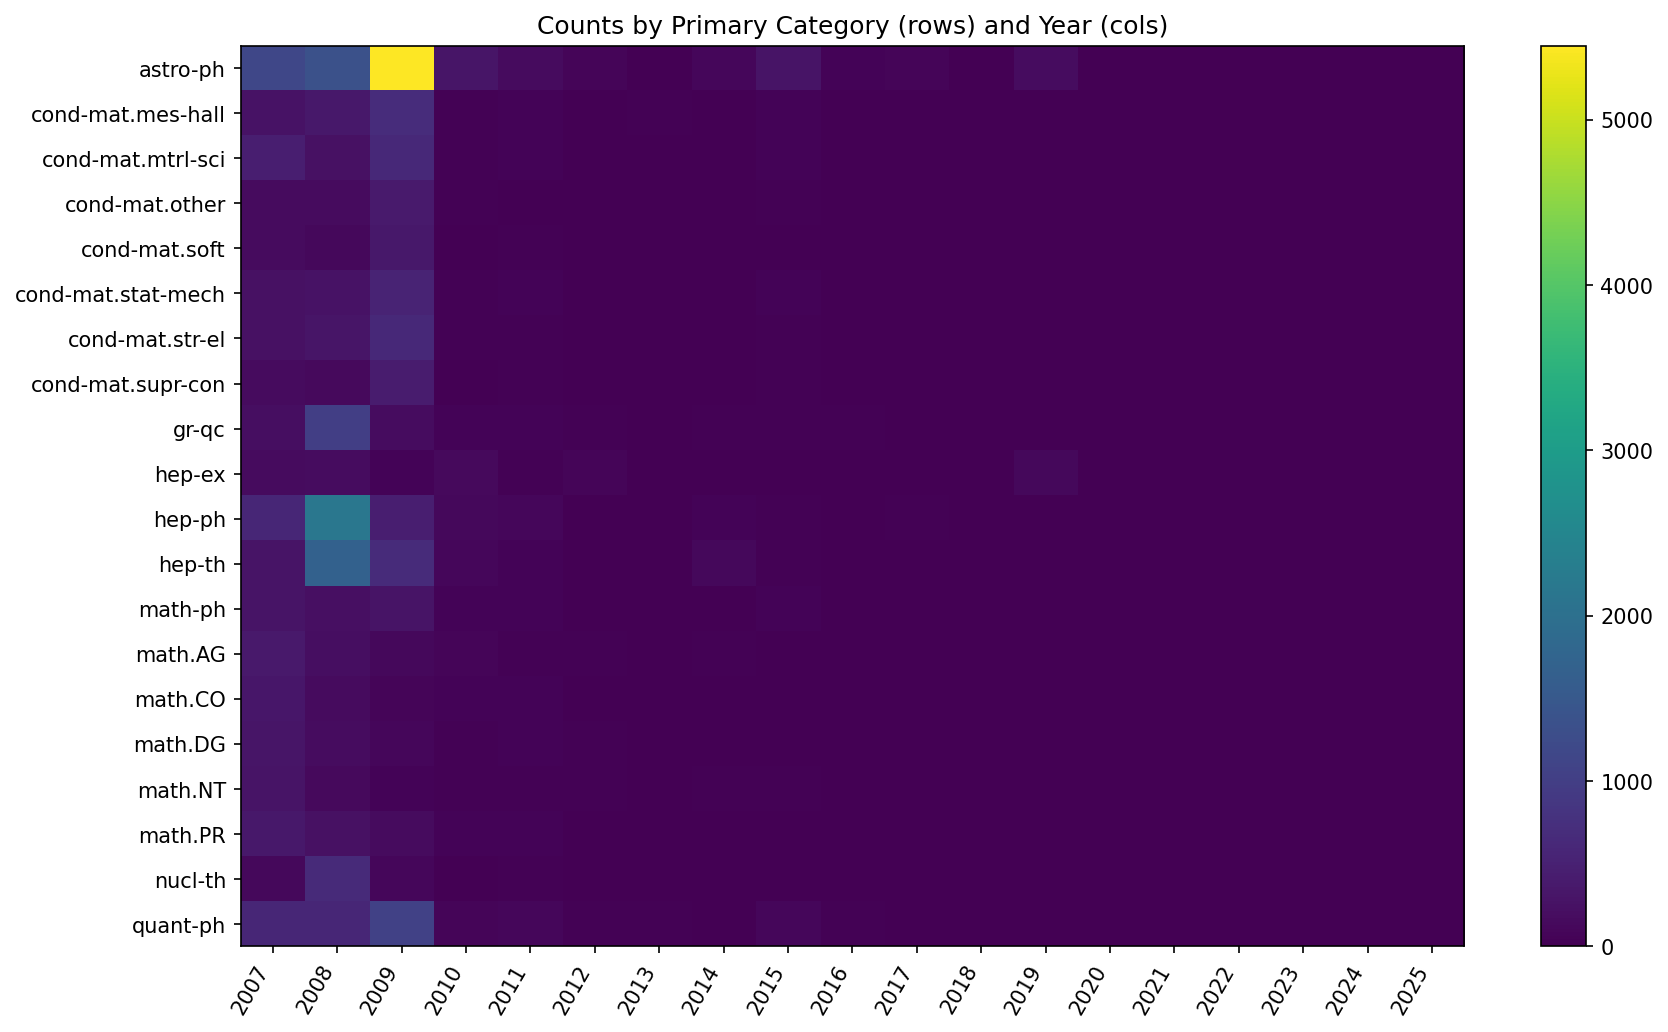 Counts by Primary Category (rows) and Year (cols)
astro-ph
cond-mat.mes-hall
cond-mat.mtrl-sci
cond-mat.other
cond-mat.soft
cond-mat.stat-mech
cond-mat.str-el
cond-mat.supr-con
gr-qc
hep-ex
hep-ph
hep-th
math-ph
math.AG
math.CO
math.DG
math.NT
math.PR
nucl-th
quant-ph
2007
2008
2009
2010
2011
2012
2013
2014
2015
2016
2017
2018
2019
2020
2021
2022
2023
2024
2025
5000
4000
3000
2000
1000
0